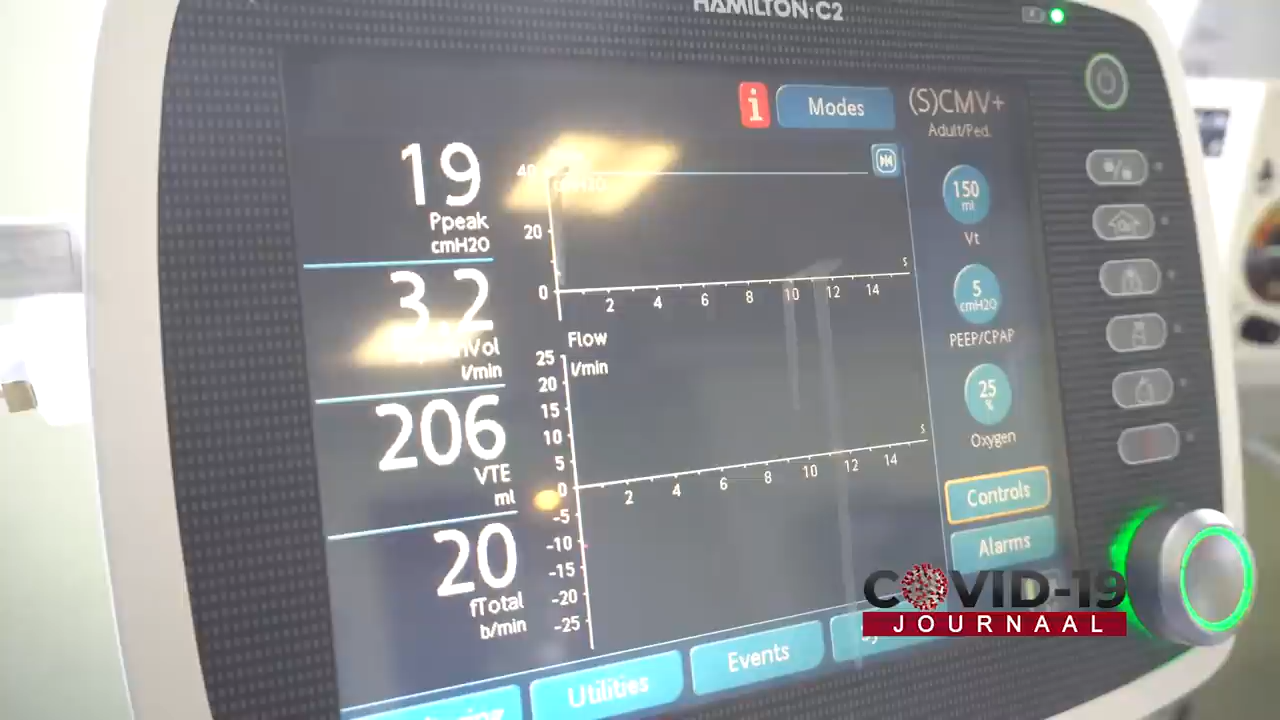 HAMILTON-C2
i
Modes
(S)CMV+
Adult/Ped.
19
Ppeak
cmH2O
3.2
l/min
206
VTE
ml
20
fTotal
b/min
40
20
0
2 4 6 8 10 12 14
s
Flow
l/min
25
20
15
10
5
0
-5
-10
-15
-20
-25
2 4 6 8 10 12 14
s
150
ml
Vt
5
cmH2O
PEEP/CPAP
25
%
Oxygen
Controls
Alarms
Events
Utilities
COVID-19
JOURNAAL